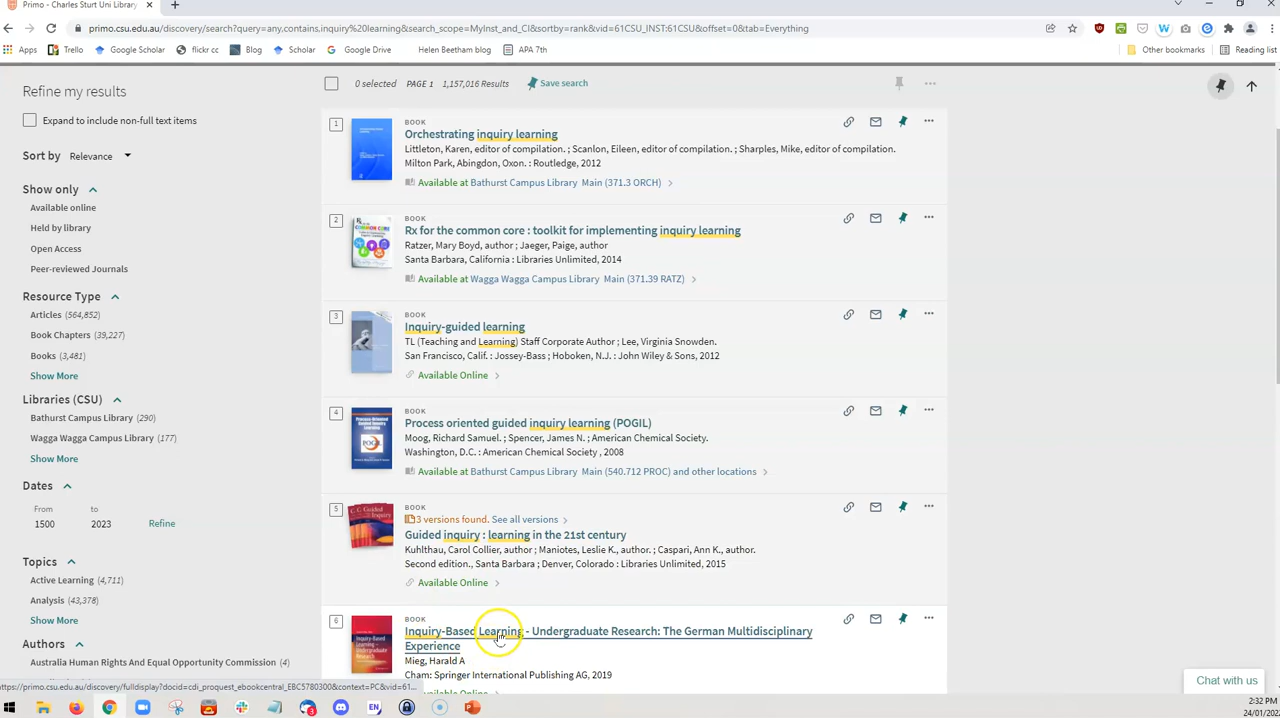 Primo - Charles Sturt Uni Library
primo.csu.edu.au/discovery/search?query=any,contains,inquiry%20learning&search_scope=MyInst_and_CI&sortby=rank&vid=61CSU_INST:61CSU&offset=0&tab=Everything
Apps Trello Google Scholar flickr cc Blog Scholar Google Drive Helen Beetham blog APA 7th Other bookmarks Reading list
Refine my results
Expand to include non-full text items
Sort by Relevance
Show only
Available online
Held by library
Open Access
Peer-reviewed Journals
Resource Type
Articles (564,852)
Book Chapters (39,227)
Books (3,481)
Show More
Libraries (CSU)
Bathurst Campus Library (290)
Wagga Wagga Campus Library (177)
Show More
Dates
From to
1500 2023 Refine
Topics
Active Learning (4,711)
Analysis (43,378)
Show More
Authors
Australia Human Rights And Equal Opportunity Commission (4)
0 selected PAGE 1 1,157,016 Results Save search
1
BOOK
Orchestrating inquiry learning
Littleton, Karen, editor of compilation. ; Scanlon, Eileen, editor of compilation. ; Sharples, Mike, editor of compilation.
Milton Park, Abingdon, Oxon. : Routledge, 2012
Available at Bathurst Campus Library Main (371.3 ORCH)
2
BOOK
Rx for the common core : toolkit for implementing inquiry learning
Ratzer, Mary Boyd, author ; Jaeger, Paige, author
Santa Barbara, California : Libraries Unlimited, 2014
Available at Wagga Wagga Campus Library Main (371.39 RATZ)
3
BOOK
Inquiry-guided learning
TL (Teaching and Learning) Staff Corporate Author ; Lee, Virginia Snowden.
San Francisco, Calif. : Jossey-Bass ; Hoboken, N.J. : John Wiley & Sons, 2012
Available Online
4
BOOK
Process oriented guided inquiry learning (POGIL)
Moog, Richard Samuel. ; Spencer, James N. ; American Chemical Society.
Washington, D.C. : American Chemical Society , 2008
Available at Bathurst Campus Library Main (540.712 PROC) and other locations
5
BOOK
3 versions found. See all versions
Guided inquiry : learning in the 21st century
Kuhlthau, Carol Collier, author ; Maniotes, Leslie K., author. ; Caspari, Ann K., author.
Second edition., Santa Barbara ; Denver, Colorado : Libraries Unlimited, 2015
Available Online
6
BOOK
Inquiry-Based Learning - Undergraduate Research: The German Multidisciplinary
Experience
Mieg, Harald A
Cham: Springer International Publishing AG, 2019
Available Online
Chat with us
https://primo.csu.edu.au/discovery/fulldisplay?docid=cdi_proquest_ebookcentral_EBC5780300&context=PC&vid=61...
EN
2:32 PM